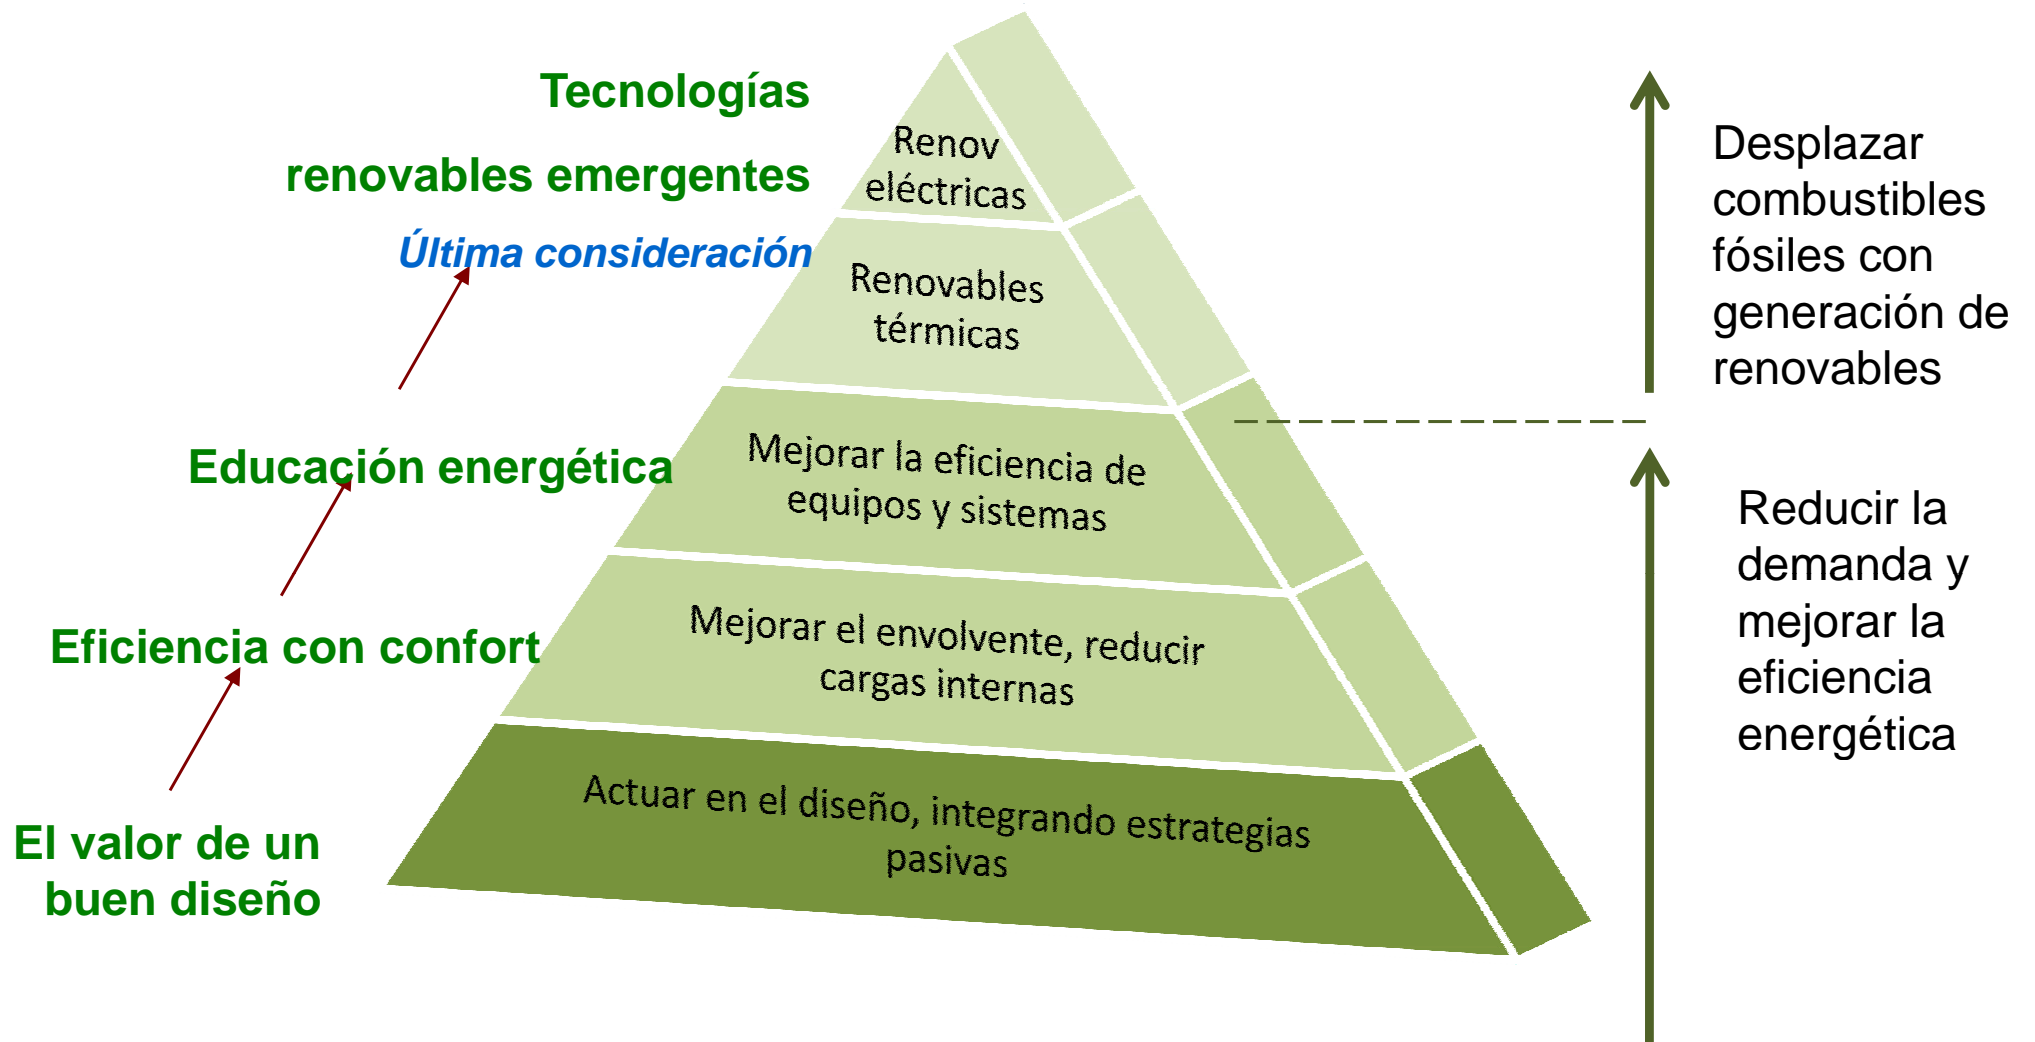 Tecnologías
renovables emergentes
Última consideración
Educación energética
Eficiencia con confort
El valor de un
buen diseño
Renov
eléctricas
Renovables
térmicas
Mejorar la eficiencia de
equipos y sistemas
Mejorar el envolvente, reducir
cargas internas
Actuar en el diseño, integrando estrategias
pasivas
Desplazar
combustibles
fósiles con
generación de
renovables
Reducir la
demanda y
mejorar la
eficiencia
energética